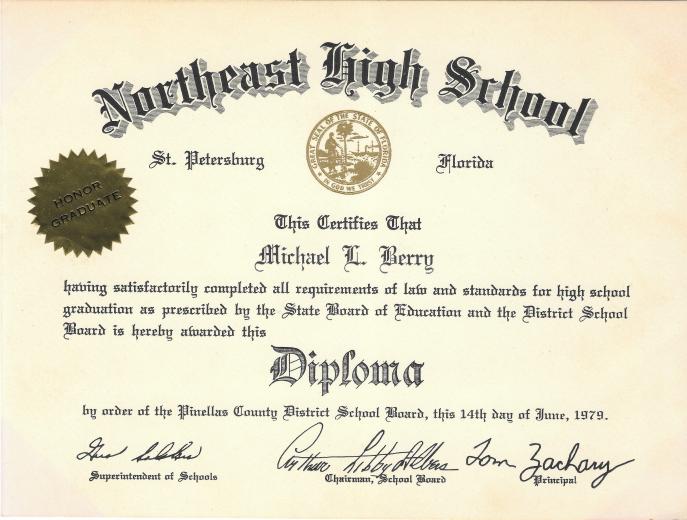 Northeast High School
GREAT SEAL OF THE STATE OF FLORIDA
IN GOD WE TRUST
St. Petersburg Florida
HONOR
GRADUATE
This Certifies That
Michael L. Berry
having satisfactorily completed all requirements of law and standards for high school
graduation as prescribed by the State Board of Education and the District School
Board is hereby awarded this
Diploma
by order of the Pinellas County District School Board, this 14th day of June, 1979.
Tom Zachary
Superintendent of Schools
Chairman, School Board
Principal